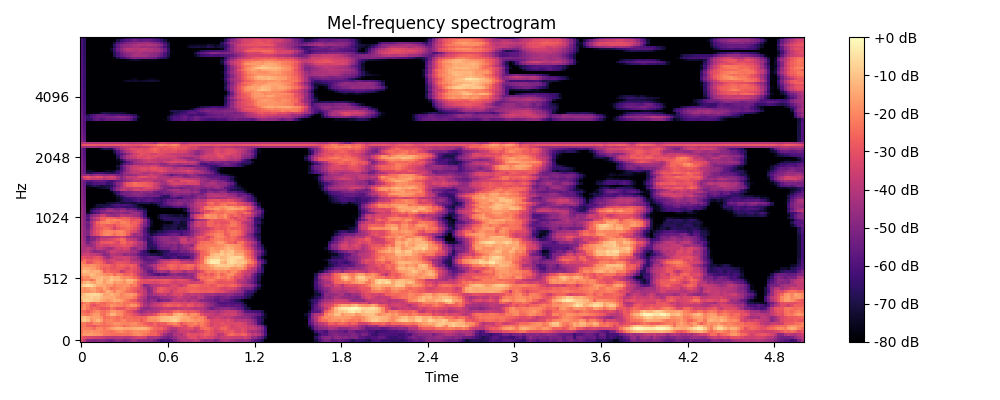 Mel-frequency spectrogram
+0 dB
4096
-10 dB
-20 dB
2048
-30 dB
Hz
-40 dB
1024
-50 dB
512
-60 dB
-70 dB
0
-80 dB
0 0.6 1.2 1.8 2.4 3 3.6 4.2 4.8
Time